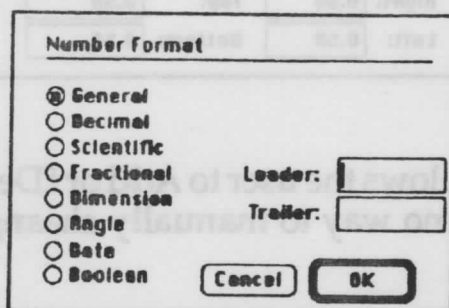 Number Format
General
Decimal
Scientific
Fractional Leader:
Dimension Trailer:
Angle
Date
Boolean
Cancel OK